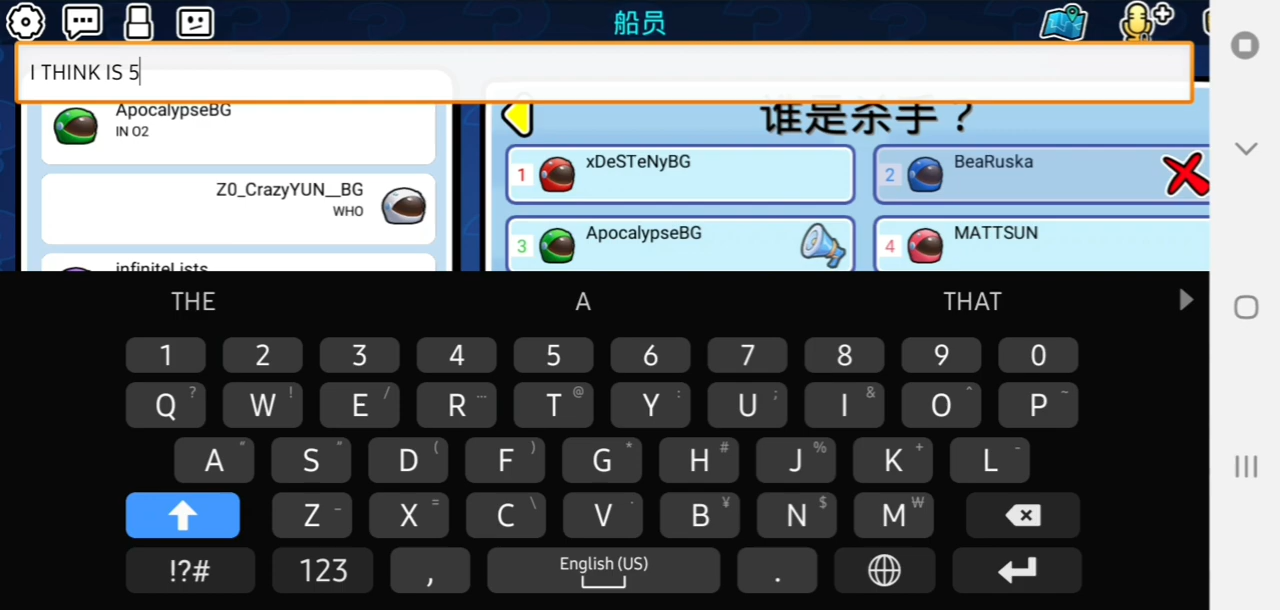 船员
I THINK IS 5
ApocalypseBG
IN O2
Z0_CrazyYUN__BG
WHO
infiniteLists
谁是杀手？
1 xDeSTeNyBG
2 BeaRuska
3 ApocalypseBG
4 MATTSUN
THE A THAT
1 2 3 4 5 6 7 8 9 0
Q ? W ! E / R ... T @ Y : U ; I & O ^ P ~
A " S " D ( F ) G * H # J % K + L -
Z - X = C \ V · B ¥ N $ M ₩
!?# 123 , English (US) .